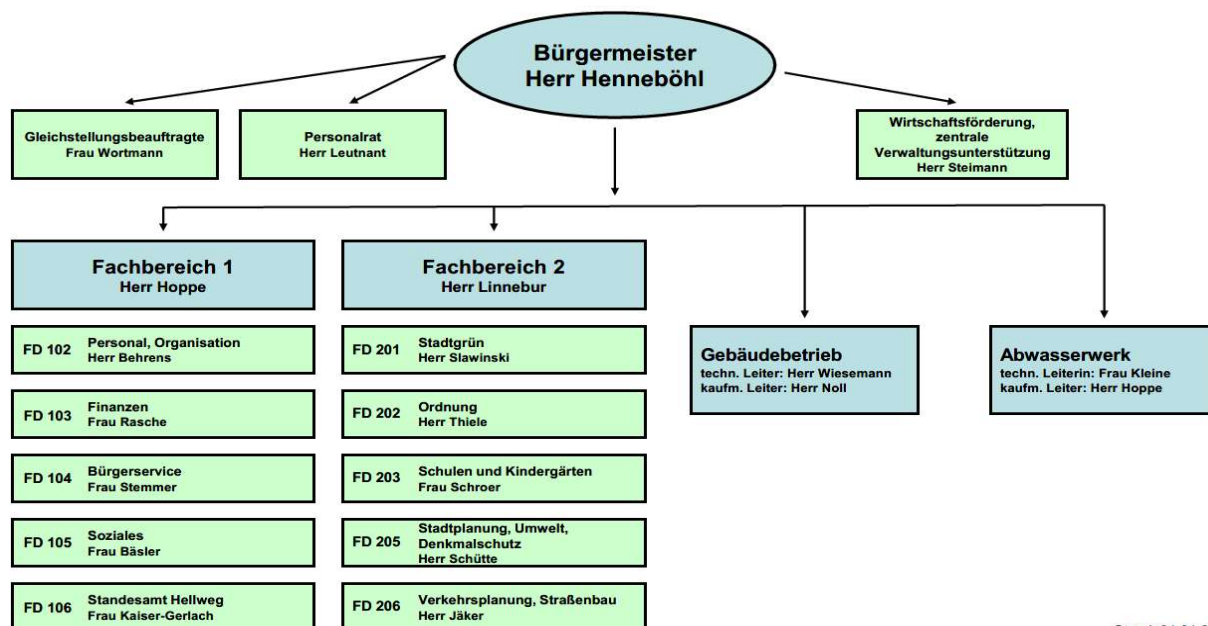 Bürgermeister
Herr Henneböhl
Gleichstellungsbeauftragte
Frau Wortmann
Personalrat
Herr Leutnant
Wirtschaftsförderung,
zentrale
Verwaltungsunterstützung
Herr Steimann
Fachbereich 1
Herr Hoppe
FD 102
Personal, Organisation
Herr Behrens
FD 103
Finanzen
Frau Rasche
FD 104
Bürgerservice
Frau Stemmer
FD 105
Soziales
Frau Bäsler
FD 106
Standesamt Hellweg
Frau Kaiser-Gerlach
Fachbereich 2
Herr Linnebur
FD 201
Stadtgrün
Herr Slawinski
FD 202
Ordnung
Herr Thiele
FD 203
Schulen und Kindergärten
Frau Schroer
FD 205
Stadtplanung, Umwelt,
Denkmalschutz
Herr Schütte
FD 206
Verkehrsplanung, Straßenbau
Herr Jäker
Gebäudebetrieb
techn. Leiter: Herr Wiesemann
kaufm. Leiter: Herr Noll
Abwasserwerk
techn. Leiterin: Frau Kleine
kaufm. Leiter: Herr Hoppe